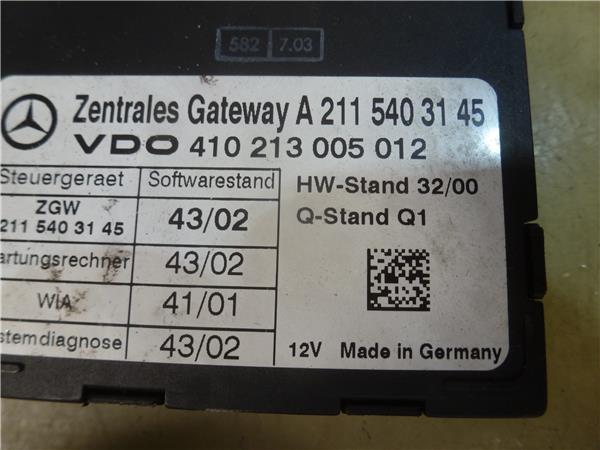 582 7.03
Zentrales Gateway A 211 540 31 45
VDO 410 213 005 012
Steuergeraet Softwarestand
ZGW
211 540 31 45 43/02
artungsrechner 43/02
WIA 41/01
stemdiagnose 43/02
HW-Stand 32/00
Q-Stand Q1
12V Made in Germany